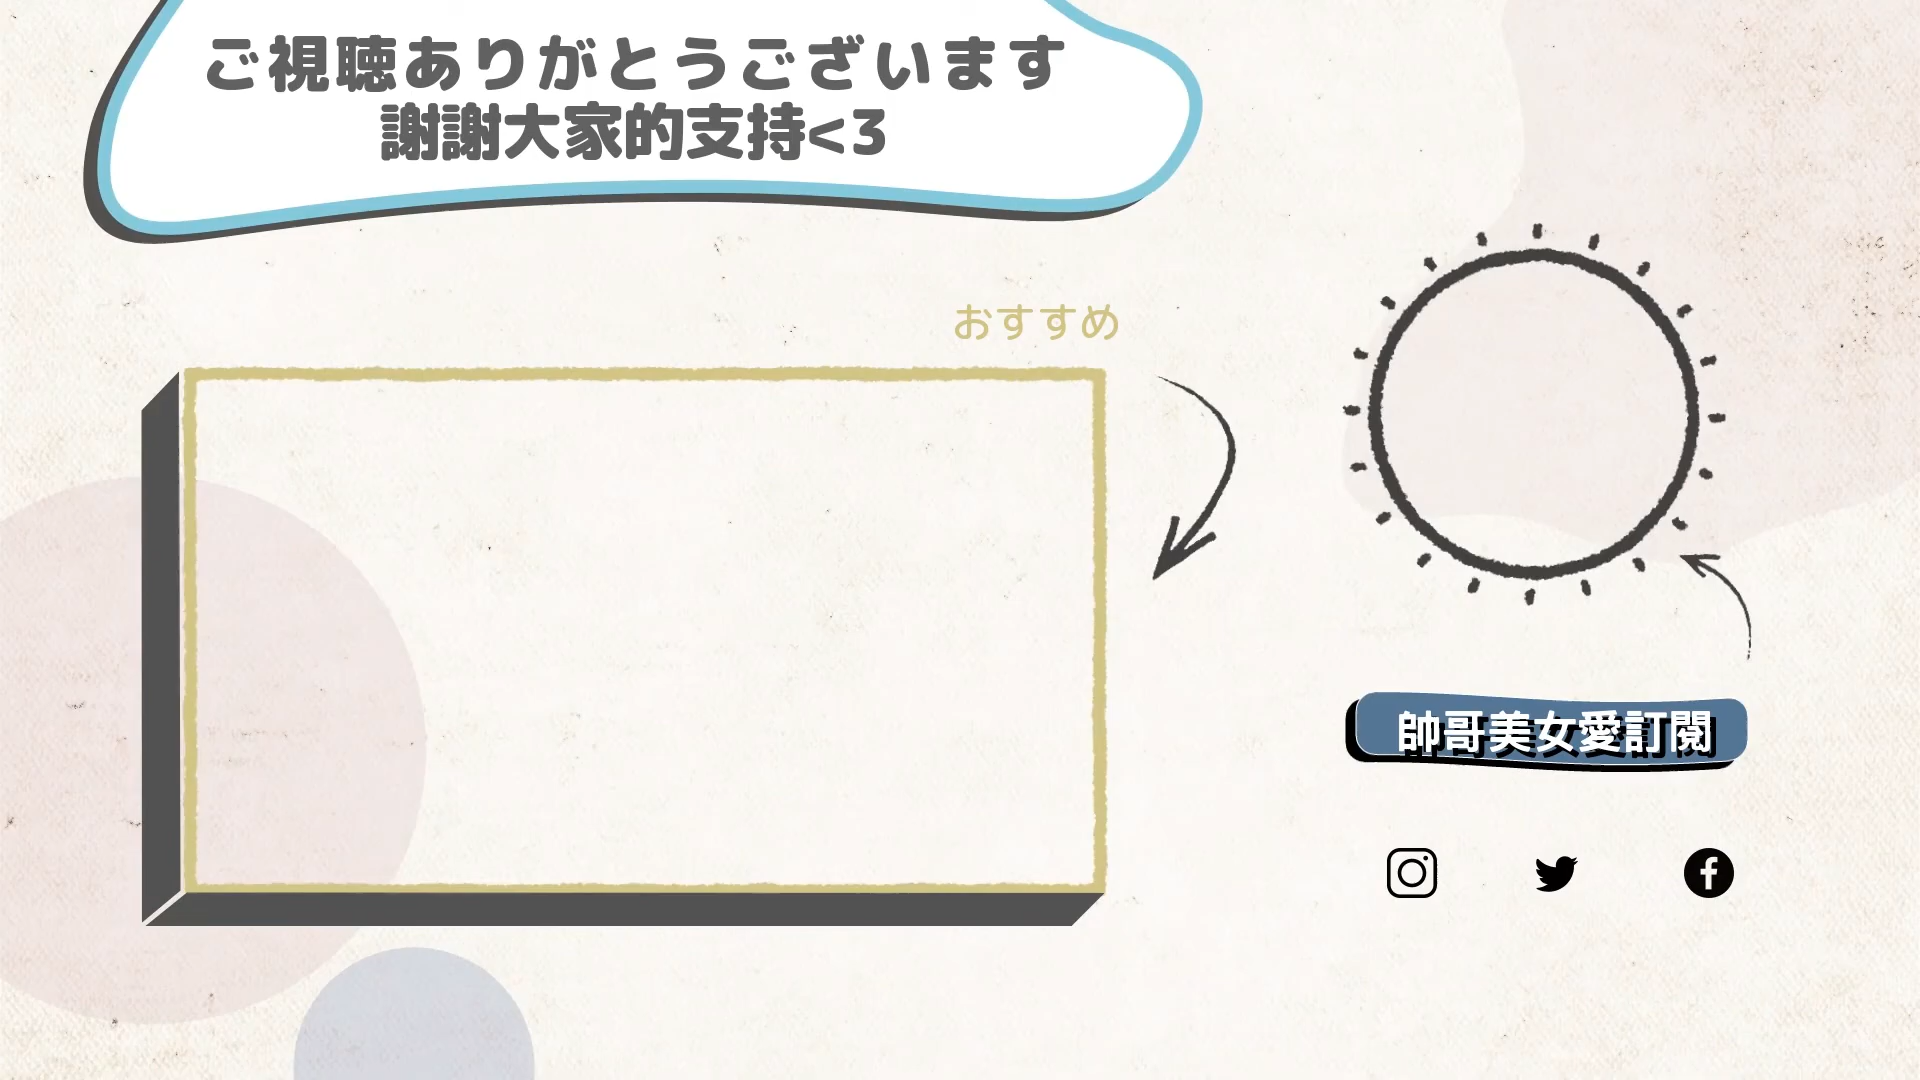 ご視聴ありがとうございます
謝謝大家的支持<3
おすすめ
帥哥美女愛訂閱